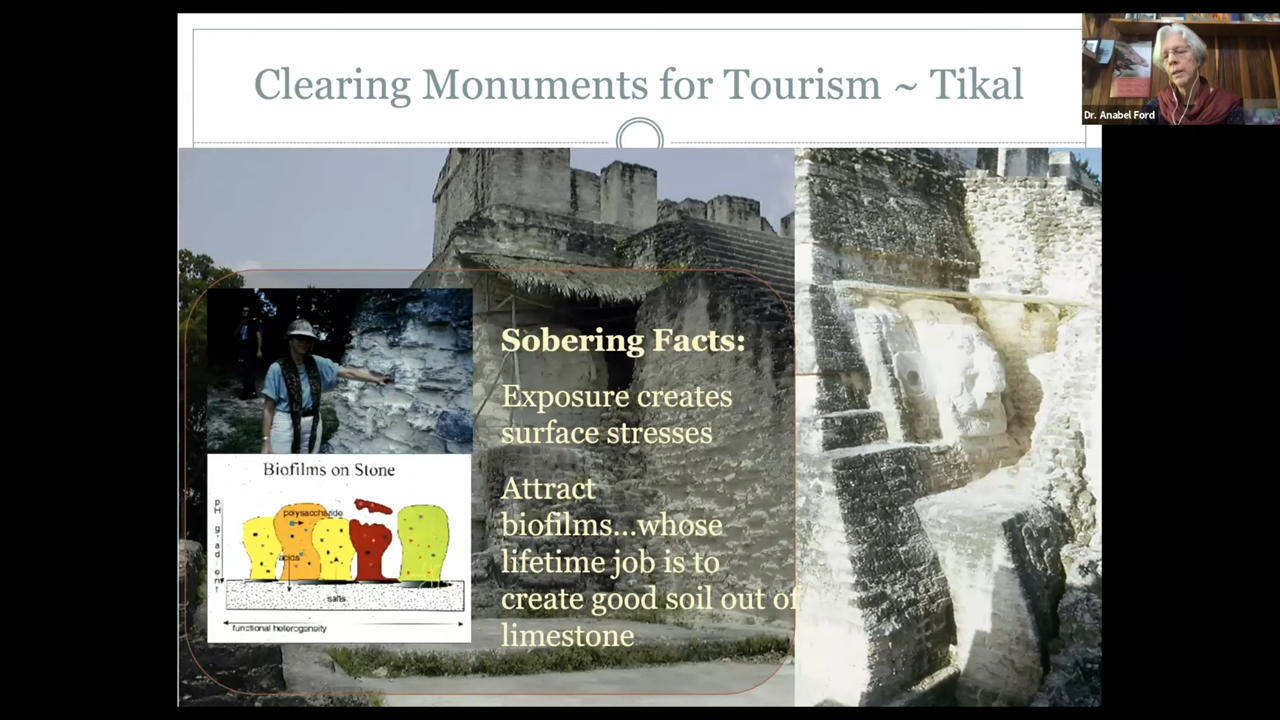 Clearing Monuments for Tourism ~ Tikal
Dr. Anabel Ford
Sobering Facts:
Exposure creates
surface stresses
Attract
biofilms...whose
lifetime job is to
create good soil out of
limestone
Biofilms on Stone
pH gradient
polysaccharide
acids
salts
functional heterogeneity